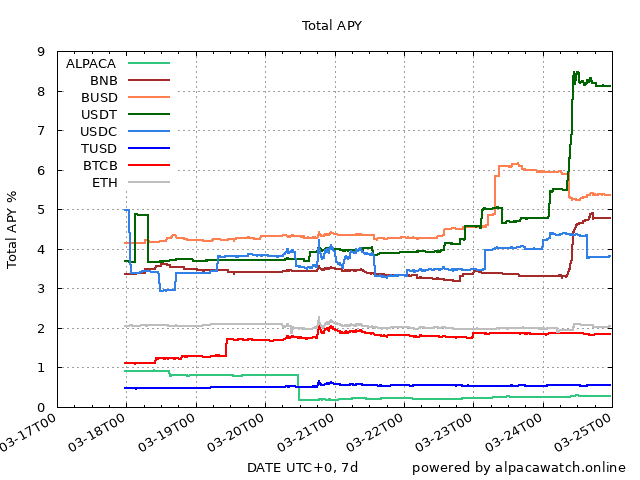 Total APY
9
8
7
6
5
4
3
2
1
0
Total APY %
ALPACA
BNB
BUSD
USDT
USDC
TUSD
BTCB
ETH
03-17T00
03-18T00
03-19T00
03-20T00
03-21T00
03-22T00
03-23T00
03-24T00
03-25T00
DATE UTC+0, 7d
powered by alpacawatch.online